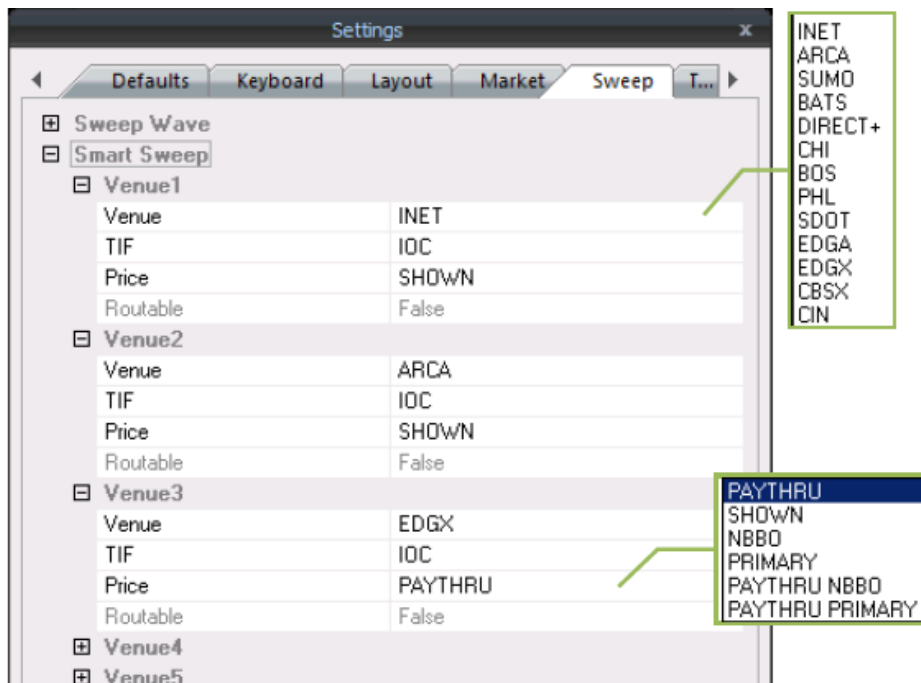 Settings x
Defaults Keyboard Layout Market Sweep T...
Sweep Wave
Smart Sweep
Venue1
Venue INET
TIF IOC
Price SHOWN
Routable False
Venue2
Venue ARCA
TIF IOC
Price SHOWN
Routable False
Venue3
Venue EDGX
TIF IOC
Price PAYTHRU
Routable False
Venue4
Venue5
INET
ARCA
SUMO
BATS
DIRECT+
CHI
BOS
PHL
SDOT
EDGA
EDGX
CBSX
CIN
PAYTHRU
SHOWN
NBBO
PRIMARY
PAYTHRU NBBO
PAYTHRU PRIMARY